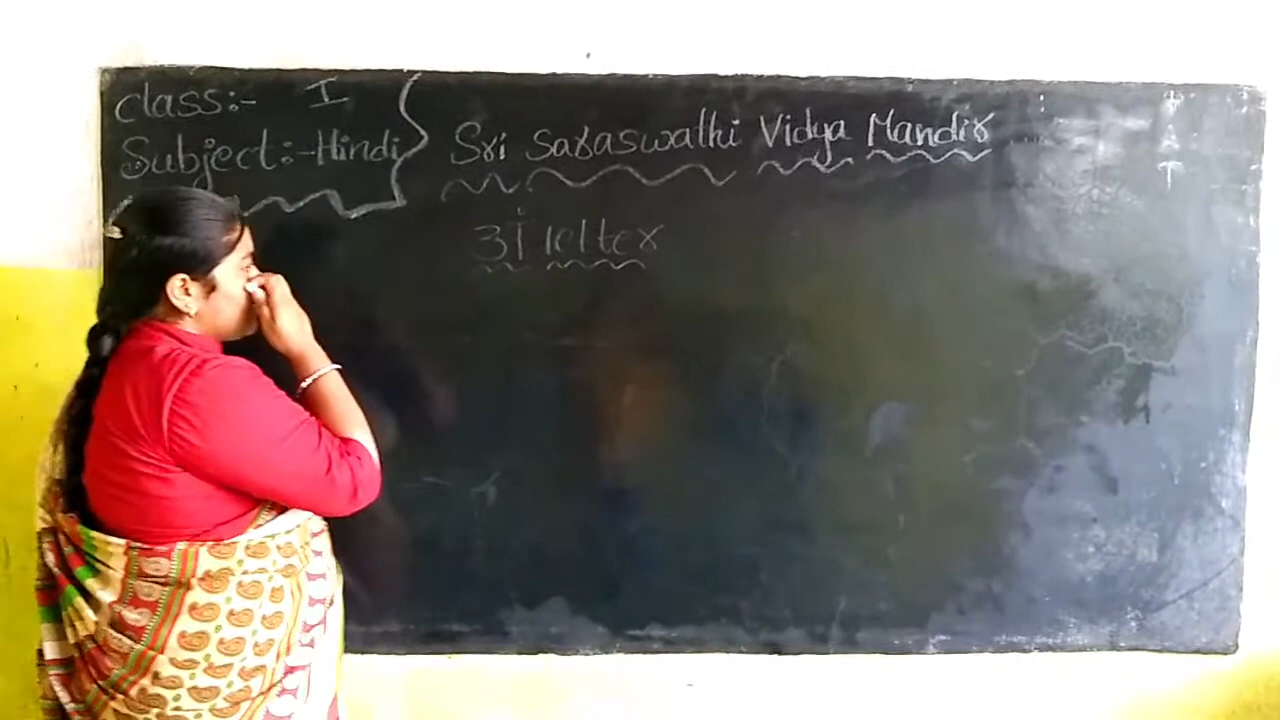 class:- I
Subject:-Hindi
Sri Saraswathi Vidya Mandir
अं letter